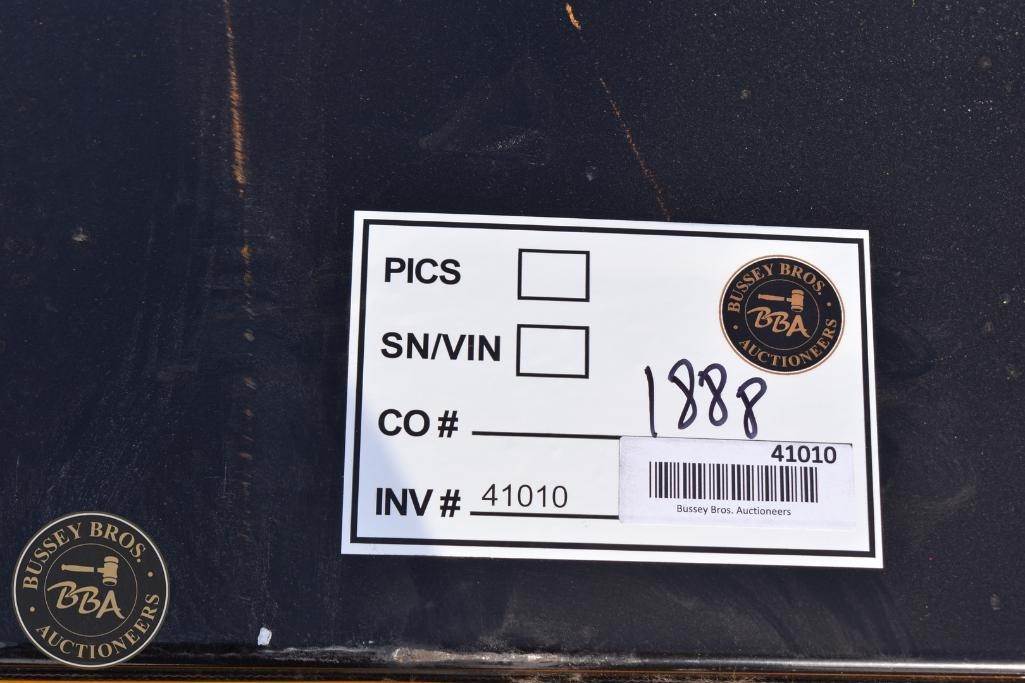 PICS
BUSSEY BROS.
BBA
AUCTIONEERS
SN/VIN
1888
CO #
41010
INV # 41010
Bussey Bros. Auctioneers
BUSSEY BROS.
BBA
AUCTIONEERS